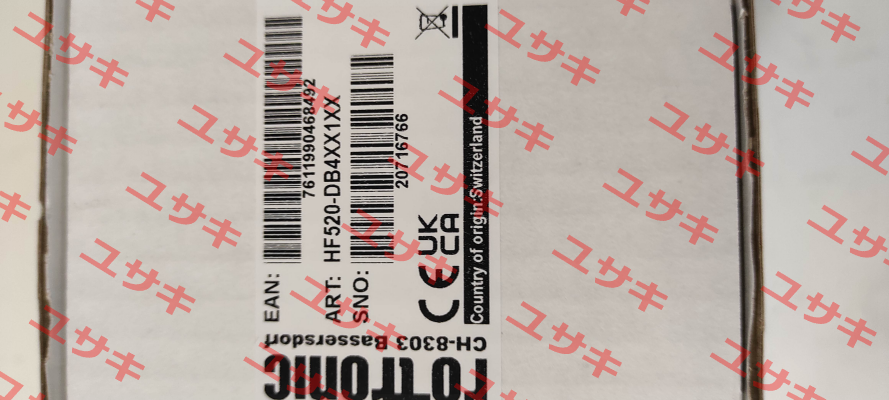 rotronic
CH-8303 Bassersdorf
EAN:
7611990468492
ART: HF520-DB4XX1XX
SNO:
20716766
CE UK CA
Country of origin:Switzerland
ユサキ